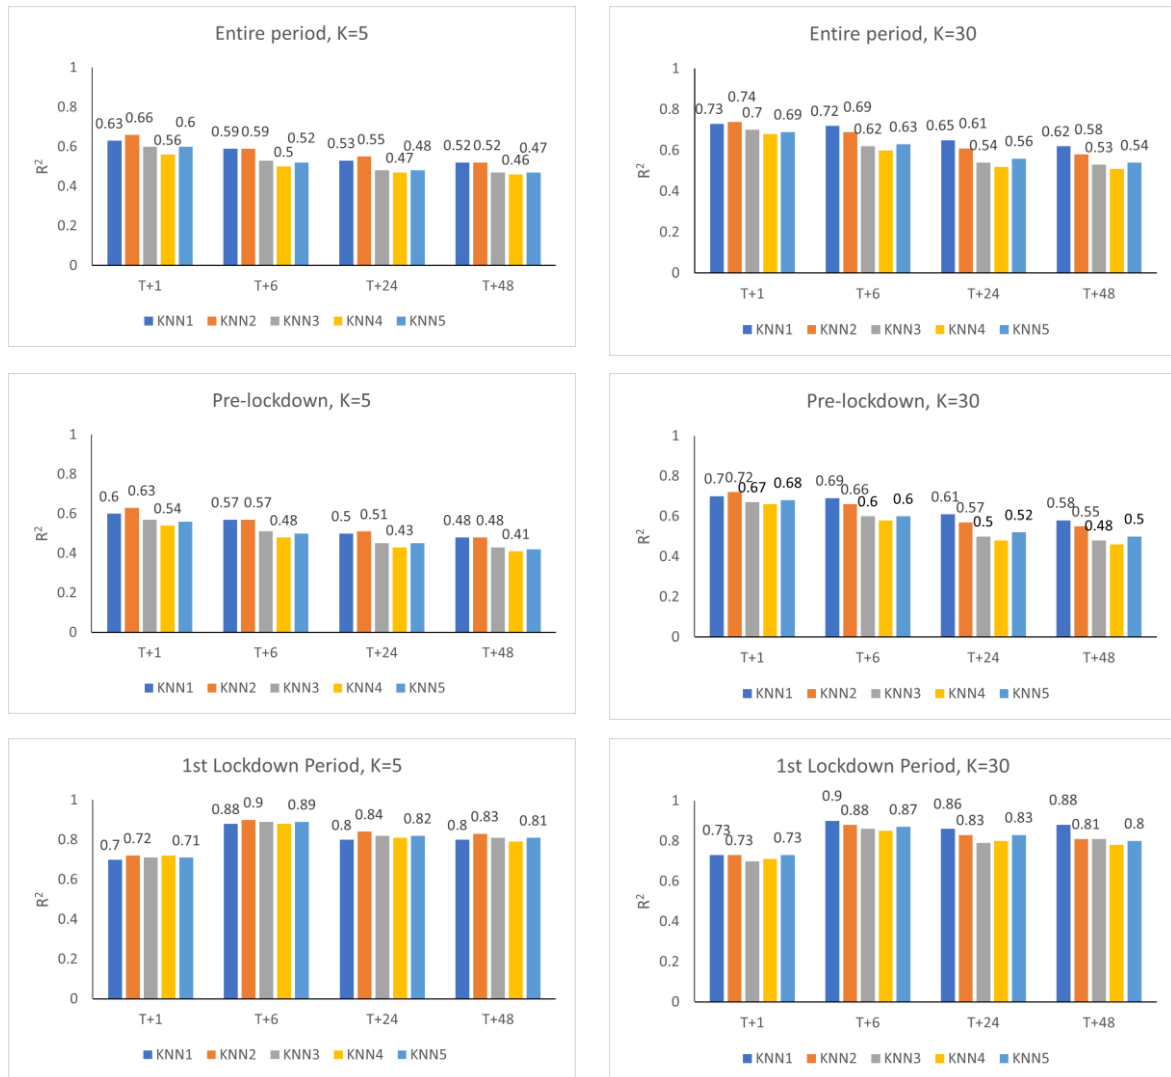 Entire period, K=5
1
0.8
0.6
0.4
0.2
0
R²
0.63 0.66 0.56 0.6
0.59 0.59 0.5 0.52
0.53 0.55 0.47 0.48
0.52 0.52 0.46 0.47
T+1 T+6 T+24 T+48
KNN1 KNN2 KNN3 KNN4 KNN5
Entire period, K=30
1
0.8
0.6
0.4
0.2
0
R²
0.73 0.74 0.7 0.69
0.72 0.69 0.62 0.63
0.65 0.61 0.54 0.56
0.62 0.58 0.53 0.54
T+1 T+6 T+24 T+48
KNN1 KNN2 KNN3 KNN4 KNN5
Pre-lockdown, K=5
1
0.8
0.6
0.4
0.2
0
R²
0.6 0.63 0.54
0.57 0.57 0.48
0.5 0.51 0.43
0.48 0.48 0.41
T+1 T+6 T+24 T+48
KNN1 KNN2 KNN3 KNN4 KNN5
Pre-lockdown, K=30
1
0.8
0.6
0.4
0.2
0
R²
0.70 0.72 0.67 0.68
0.69 0.66 0.6 0.6
0.61 0.57 0.5 0.52
0.58 0.55 0.48 0.5
T+1 T+6 T+24 T+48
KNN1 KNN2 KNN3 KNN4 KNN5
1st Lockdown Period, K=5
1
0.8
0.6
0.4
0.2
0
R²
0.7 0.72 0.71
0.88 0.9 0.89
0.8 0.84 0.82
0.8 0.83 0.81
T+1 T+6 T+24 T+48
KNN1 KNN2 KNN3 KNN4 KNN5
1st Lockdown Period, K=30
1
0.8
0.6
0.4
0.2
0
R²
0.73 0.73 0.73
0.9 0.88 0.87
0.86 0.83 0.83
0.88 0.81 0.8
T+1 T+6 T+24 T+48
KNN1 KNN2 KNN3 KNN4 KNN5